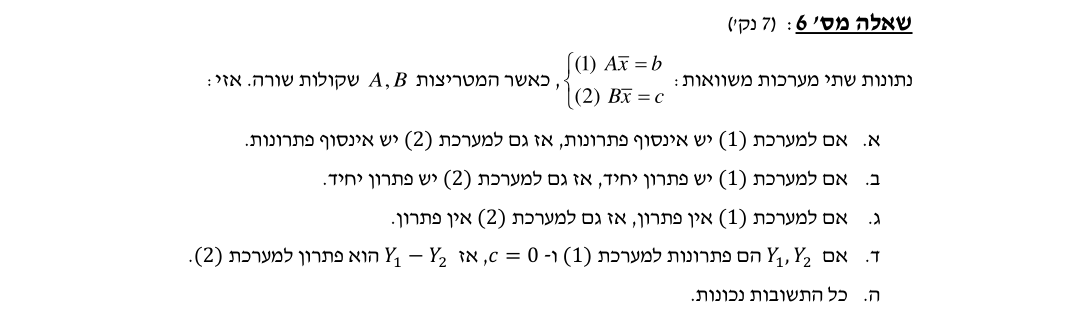 שאלה מס' 6: (7 נק')
נתונות שתי מערכות משוואות: {(1) Ax̅ = b
(2) Bx̅ = c , כאשר המטריצות A, B שקולות שורה. אזי:
א. אם למערכת (1) יש אינסוף פתרונות, אז גם למערכת (2) יש אינסוף פתרונות.
ב. אם למערכת (1) יש פתרון יחיד, אז גם למערכת (2) יש פתרון יחיד.
ג. אם למערכת (1) אין פתרון, אז גם למערכת (2) אין פתרון.
ד. אם Y₁, Y₂ הם פתרונות למערכת (1) ו- c = 0, אז Y₁ − Y₂ הוא פתרון למערכת (2).
ה. כל התשובות נכונות.